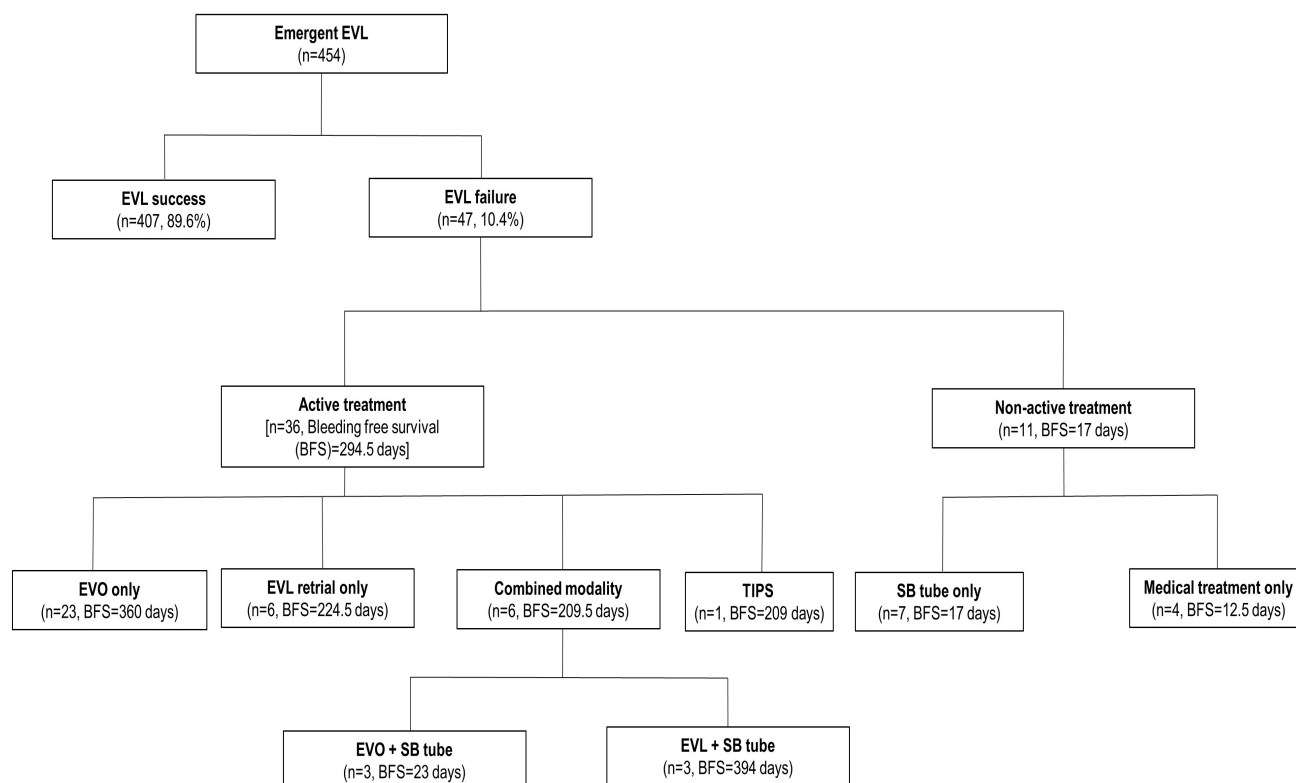 Emergent EVL
(n=454)
EVL success
(n=407, 89.6%)
EVL failure
(n=47, 10.4%)
Active treatment
[n=36, Bleeding free survival
(BFS)=294.5 days]
Non-active treatment
(n=11, BFS=17 days)
EVO only
(n=23, BFS=360 days)
EVL retrial only
(n=6, BFS=224.5 days)
Combined modality
(n=6, BFS=209.5 days)
TIPS
(n=1, BFS=209 days)
SB tube only
(n=7, BFS=17 days)
Medical treatment only
(n=4, BFS=12.5 days)
EVO + SB tube
(n=3, BFS=23 days)
EVL + SB tube
(n=3, BFS=394 days)